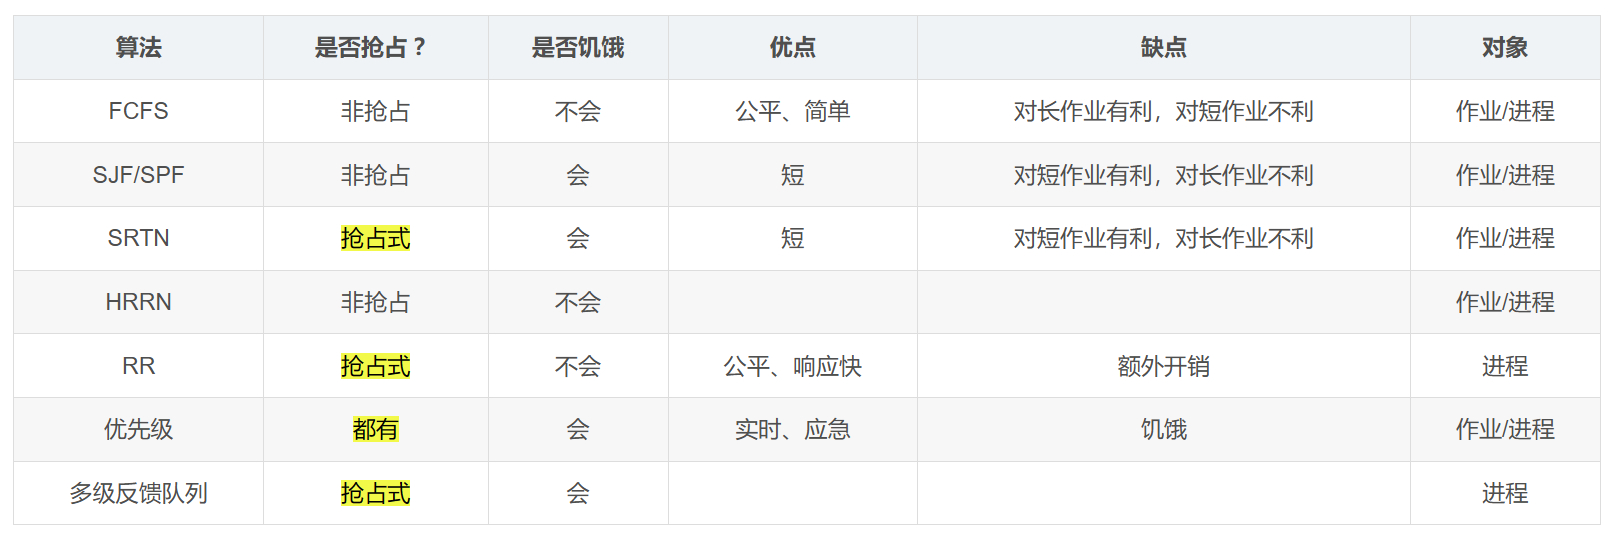 算法 是否抢占？ 是否饥饿 优点 缺点 对象
FCFS 非抢占 不会 公平、简单 对长作业有利，对短作业不利 作业/进程
SJF/SPF 非抢占 会 短 对短作业有利，对长作业不利 作业/进程
SRTN 抢占式 会 短 对短作业有利，对长作业不利 作业/进程
HRRN 非抢占 不会 作业/进程
RR 抢占式 不会 公平、响应快 额外开销 进程
优先级 都有 会 实时、应急 饥饿 作业/进程
多级反馈队列 抢占式 会 进程